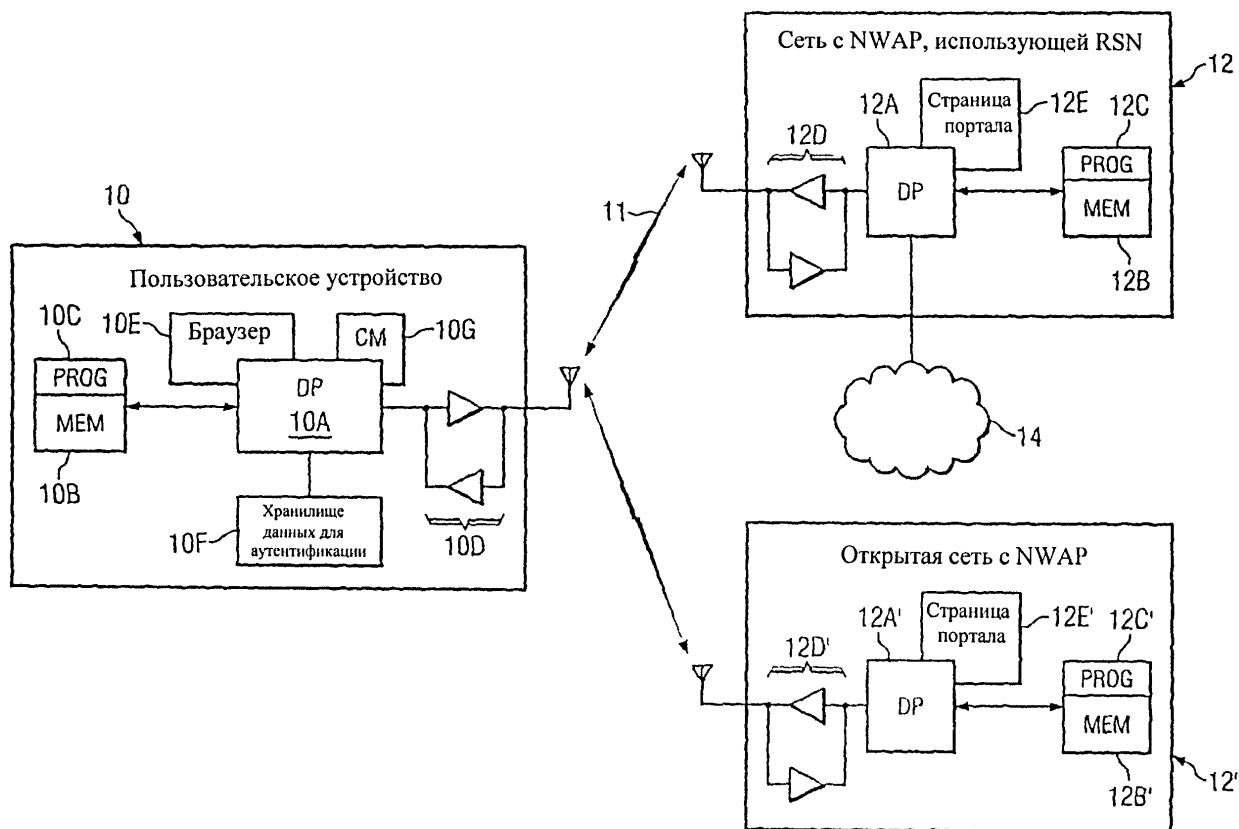 Сеть с NWAP, использующей RSN
12
12A
Страница
портала
12E
12C
12D
DP
PROG
MEM
12B
11
14
10
Пользовательское устройство
10C
10E
Браузер
CM
10G
PROG
MEM
DP
10A
10B
Хранилище
данных для
аутентификации
10F
10D
Открытая сеть с NWAP
12A'
Страница
портала
12E'
12C'
12D'
DP
PROG
MEM
12B'
12'